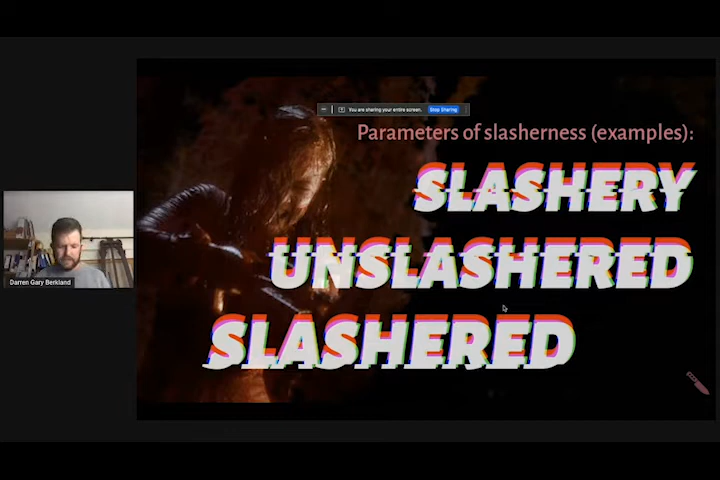 You are sharing your entire screen.
Stop Sharing
Parameters of slasherness (examples):
SLASHERY
UNSLASHERED
SLASHERED
Darren Gary Berkland